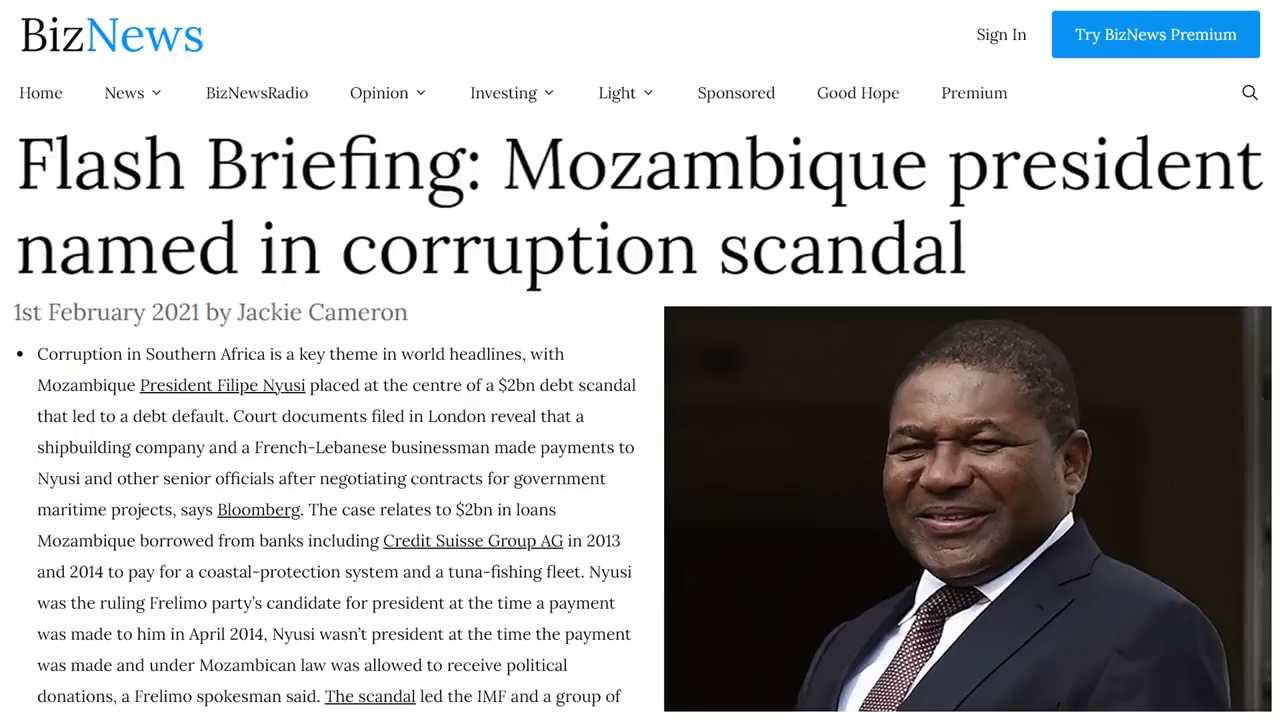 BizNews
Sign In
Try BizNews Premium
Home
News
BizNewsRadio
Opinion
Investing
Light
Sponsored
Good Hope
Premium
Flash Briefing: Mozambique president
named in corruption scandal
1st February 2021 by Jackie Cameron
• Corruption in Southern Africa is a key theme in world headlines, with
Mozambique President Filipe Nyusi placed at the centre of a $2bn debt scandal
that led to a debt default. Court documents filed in London reveal that a
shipbuilding company and a French-Lebanese businessman made payments to
Nyusi and other senior officials after negotiating contracts for government
maritime projects, says Bloomberg. The case relates to $2bn in loans
Mozambique borrowed from banks including Credit Suisse Group AG in 2013
and 2014 to pay for a coastal-protection system and a tuna-fishing fleet. Nyusi
was the ruling Frelimo party's candidate for president at the time a payment
was made to him in April 2014, Nyusi wasn't president at the time the payment
was made and under Mozambican law was allowed to receive political
donations, a Frelimo spokesman said. The scandal led the IMF and a group of